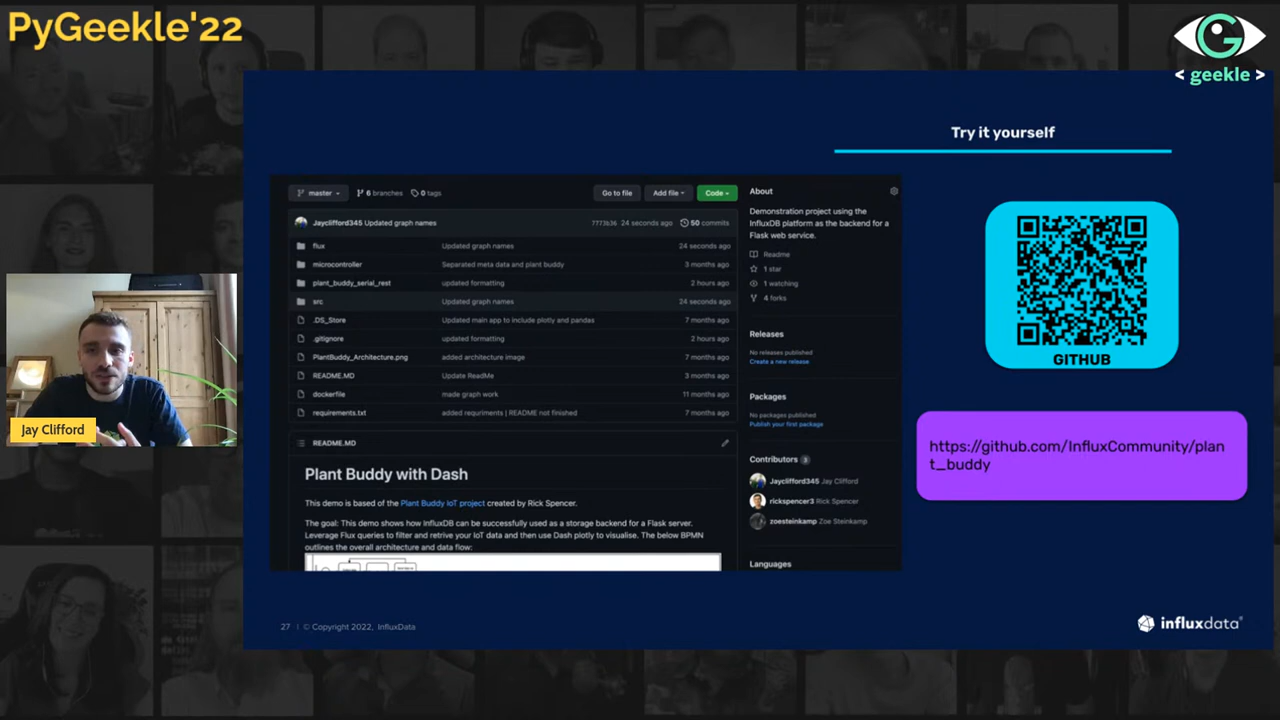 PyGeekle'22
G
< geekle >
Try it yourself
master
6 branches
0 tags
Go to file
Add file
Code
Jayclifford345 Updated graph names
7773b36 24 seconds ago
50 commits
flux
Updated graph names
24 seconds ago
microcontroller
Separated meta data and plant buddy
3 months ago
plant_buddy_serial_rest
updated formatting
2 hours ago
src
Updated graph names
24 seconds ago
.DS_Store
Updated main app to include plotly and pandas
7 months ago
.gitignore
updated formatting
2 hours ago
PlantBuddy_Architecture.png
added architecture image
7 months ago
README.MD
Update ReadMe
3 months ago
dockerfile
made graph work
11 months ago
requirements.txt
added requriments | README not finished
7 months ago
README.MD
Plant Buddy with Dash
This demo is based of the Plant Buddy IoT project created by Rick Spencer.
The goal: This demo shows how InfluxDB can be successfully used as a storage backend for a Flask server.
Leverage Flux queries to filter and retrive your IoT data and then use Dash plotly to visualise. The below BPMN
outlines the overall architecture and data flow:
About
Demonstration project using the
InfluxDB platform as the backend for a
Flask web service.
Readme
1 star
1 watching
4 forks
Releases
No releases published
Create a new release
Packages
No packages published
Publish your first package
Contributors 3
Jayclifford345 Jay Clifford
rickspencer3 Rick Spencer
zoesteinkamp Zoe Steinkamp
Languages
GITHUB
https://github.com/InfluxCommunity/plan
t_buddy
Jay Clifford
27 | © Copyright 2022, InfluxData
influxdata®